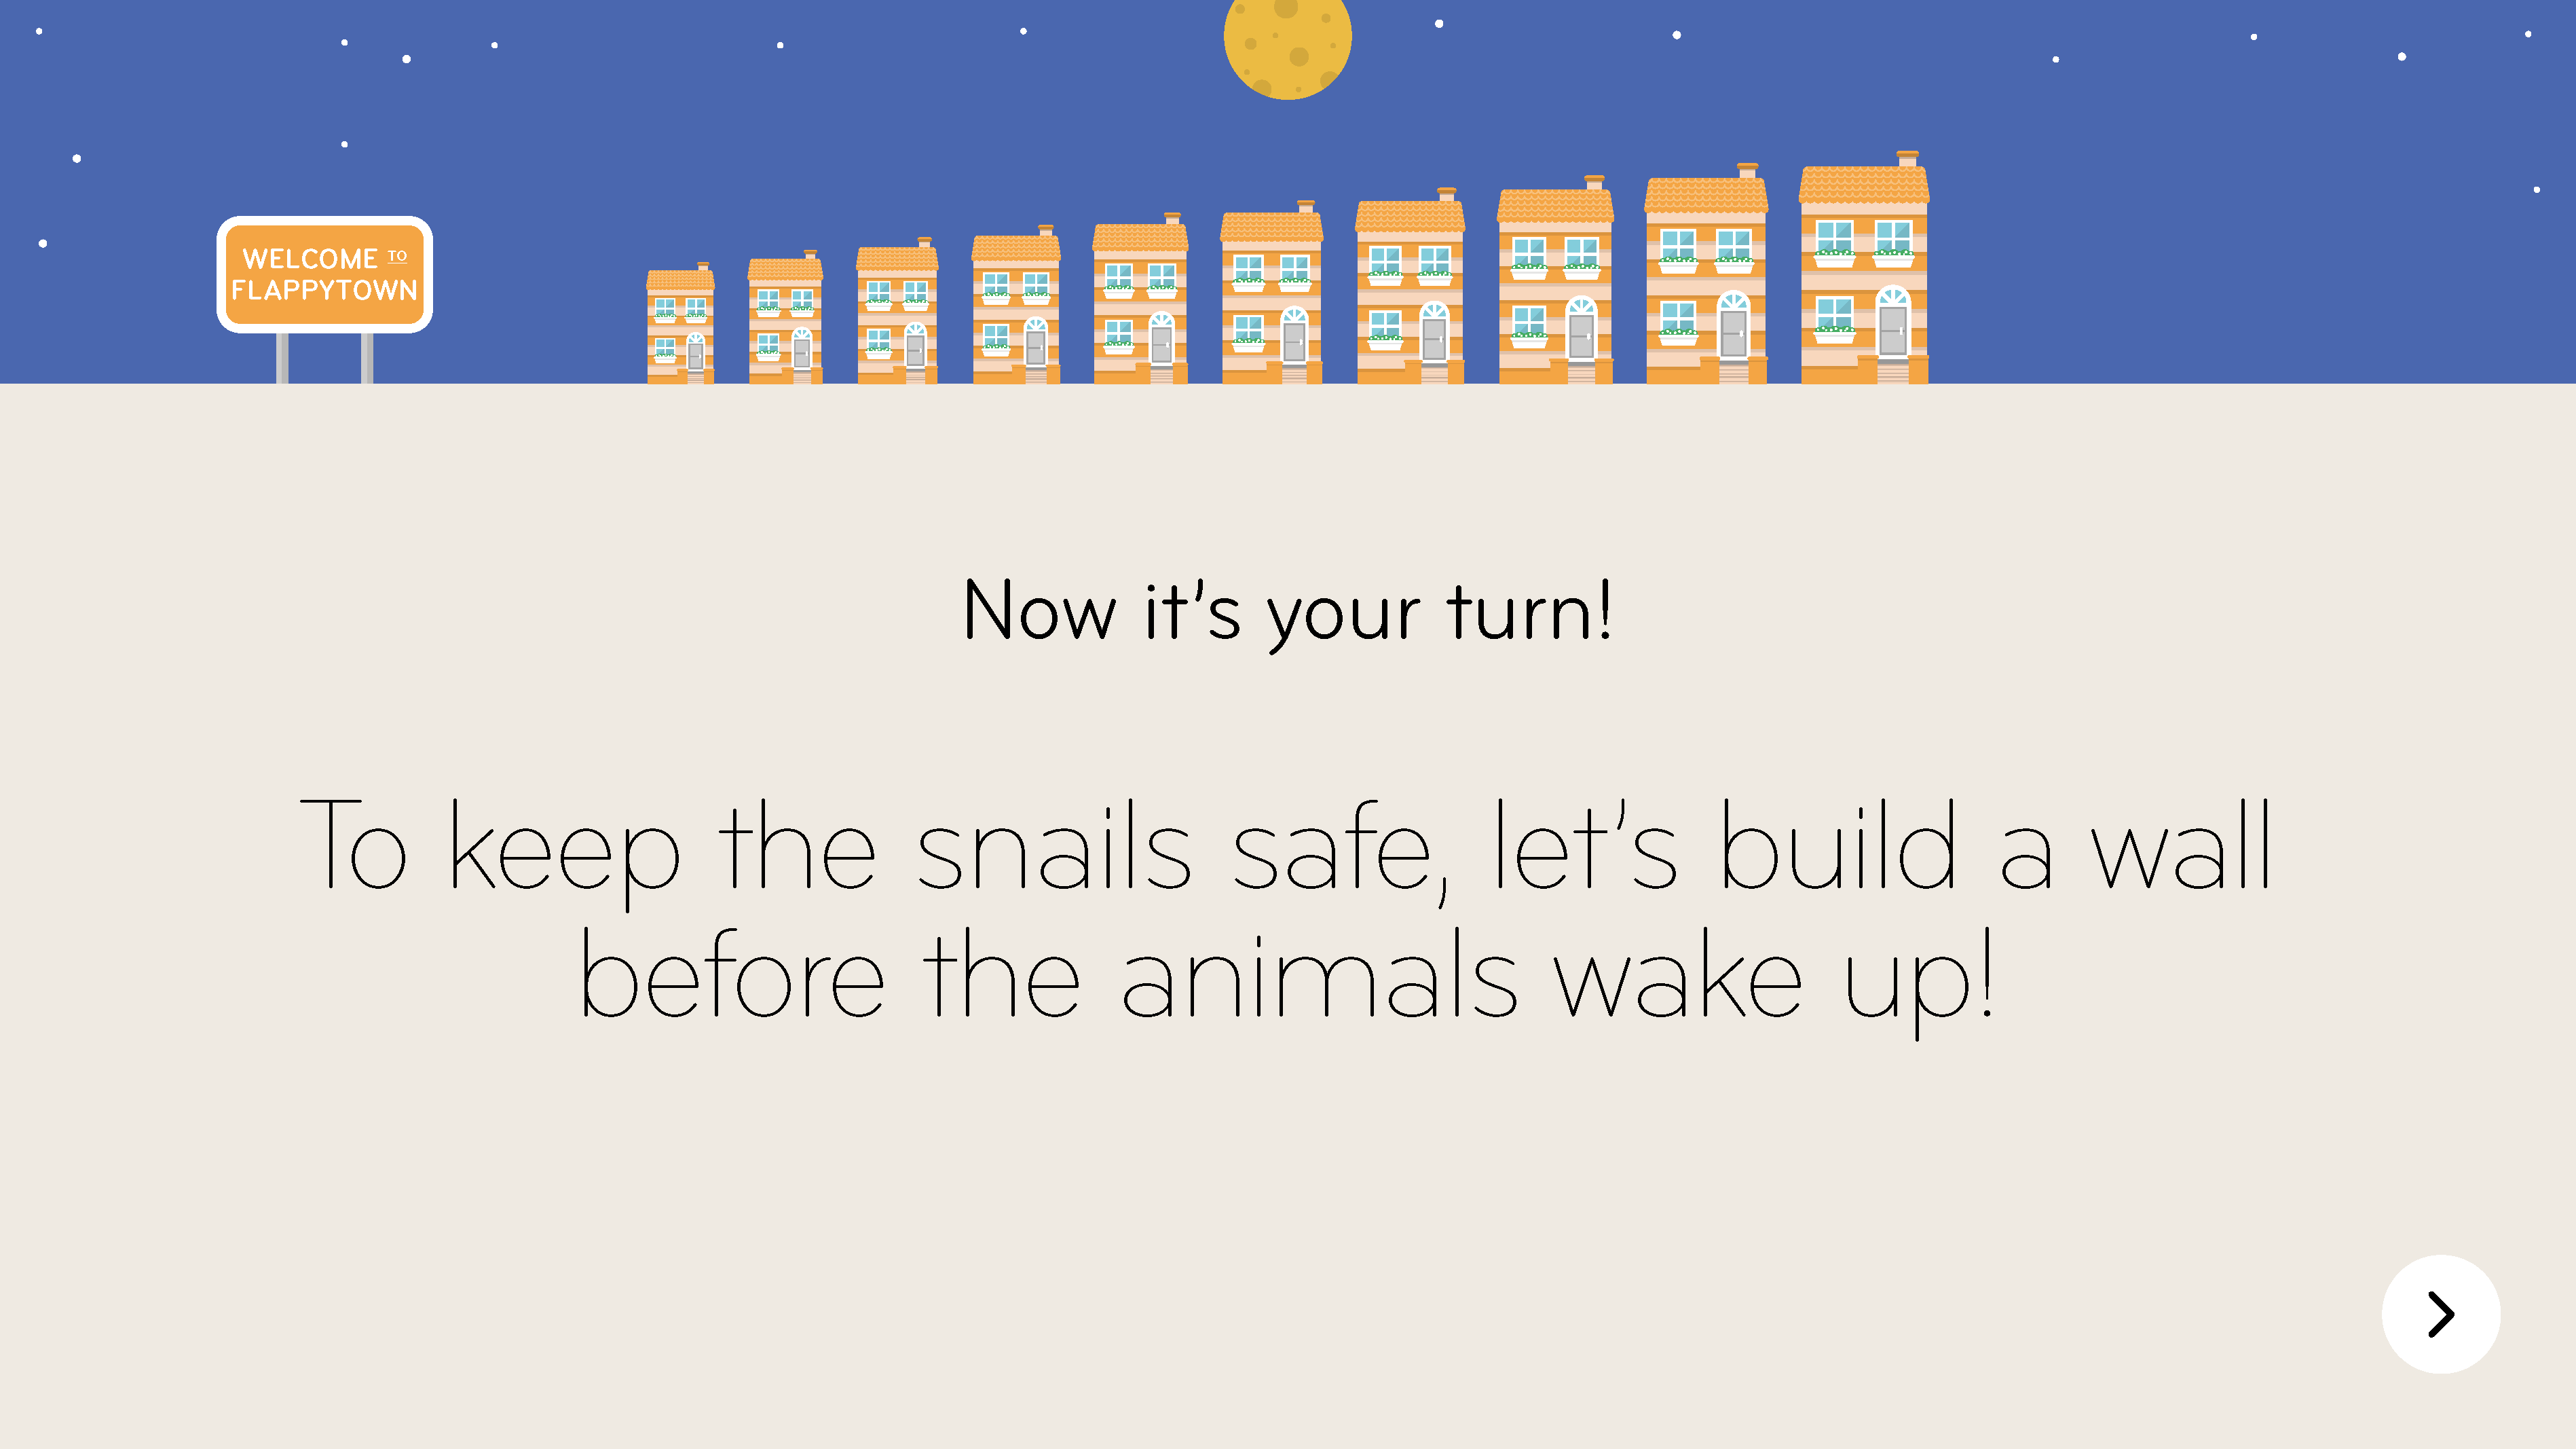 WELCOME TO
FLAPPYTOWN
Now it’s your turn!
To keep the snails safe, let’s build a wall
before the animals wake up!